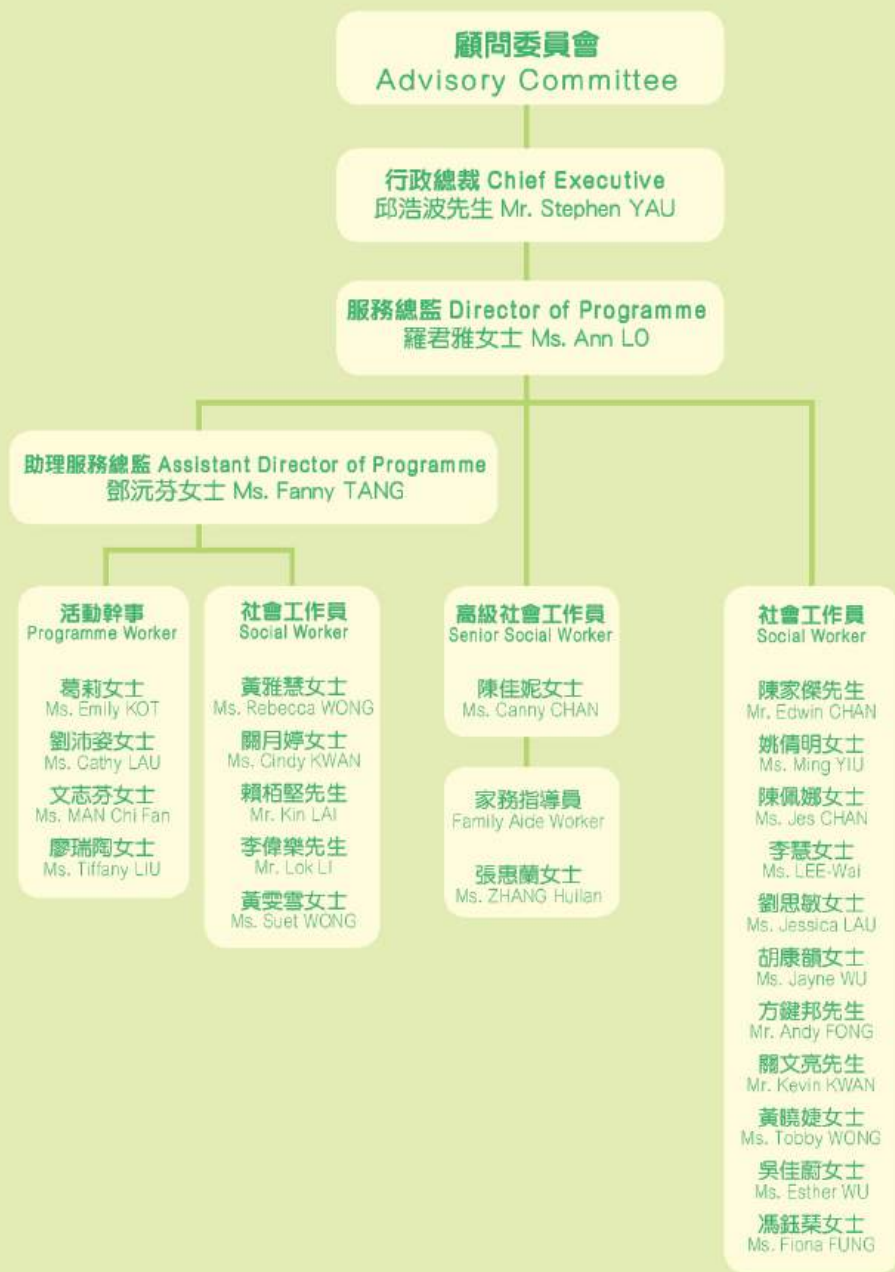 顧問委員會
Advisory Committee
行政總裁 Chief Executive
邱浩波先生 Mr. Stephen YAU
服務總監 Director of Programme
羅君雅女士 Ms. Ann LO
助理服務總監 Assistant Director of Programme
鄧沅芬女士 Ms. Fanny TANG
活動幹事
Programme Worker
葛莉女士
Ms. Emily KOT
劉沛姿女士
Ms. Cathy LAU
文志芬女士
Ms. MAN Chi Fan
廖瑞陶女士
Ms. Tiffany LIU
社會工作員
Social Worker
黃雅慧女士
Ms. Rebecca WONG
關月婷女士
Ms. Cindy KWAN
賴栢堅先生
Mr. Kin LAI
李偉樂先生
Mr. Lok LI
黃雯雪女士
Ms. Suet WONG
高級社會工作員
Senior Social Worker
陳佳妮女士
Ms. Canny CHAN
家務指導員
Family Aide Worker
張惠蘭女士
Ms. ZHANG Huilan
社會工作員
Social Worker
陳家傑先生
Mr. Edwin CHAN
姚倩明女士
Ms. Ming YIU
陳佩娜女士
Ms. Jes CHAN
李慧女士
Ms. LEE-Wai
劉思敏女士
Ms. Jessica LAU
胡康韻女士
Ms. Jayne WU
方鍵邦先生
Mr. Andy FONG
關文亮先生
Mr. Kevin KWAN
黃曉婕女士
Ms. Tobby WONG
吳佳蔚女士
Ms. Esther WU
馮鈺棻女士
Ms. Fiona FUNG